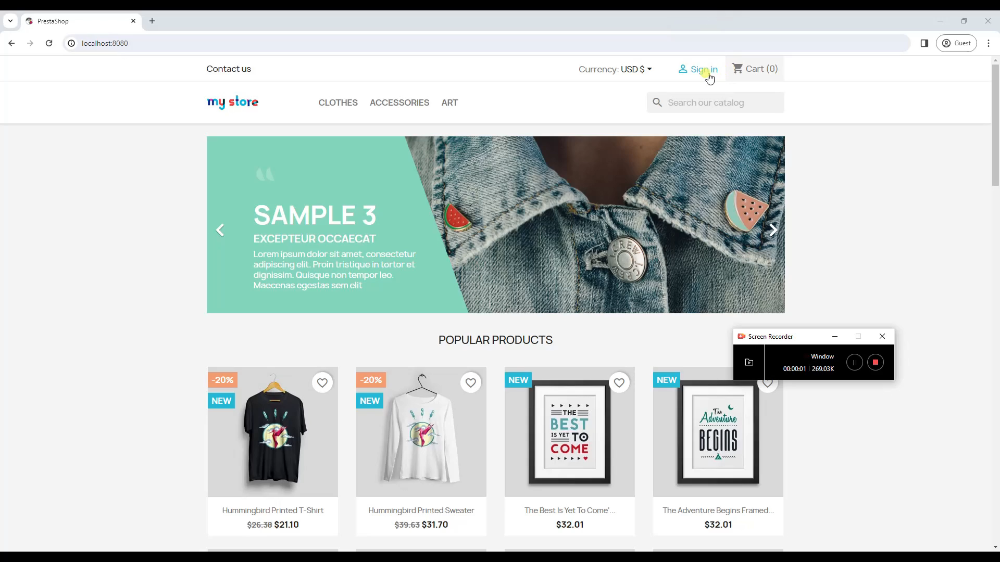 PrestaShop
localhost:8080
Guest
Contact us
Currency: USD $
Sign in
Cart (0)
my store
CLOTHES
ACCESSORIES
ART
Search our catalog
SAMPLE 3
EXCEPTEUR OCCAECAT
Lorem ipsum dolor sit amet, consectetur
adipiscing elit. Proin tristique in tortor et
dignissim. Quisque non tempor leo.
Maecenas egestas sem elit
J.CREW J.CREW
POPULAR PRODUCTS
Screen Recorder
Window
00:00:01 | 269.03K
-20%
NEW
-20%
NEW
NEW
THE
BEST
IS YET TO
COME
NEW
The
Adventure
BEGINS
Hummingbird Printed T-Shirt
$26.38 $21.10
Hummingbird Printed Sweater
$39.63 $31.70
The Best Is Yet To Come'...
$32.01
The Adventure Begins Framed...
$32.01